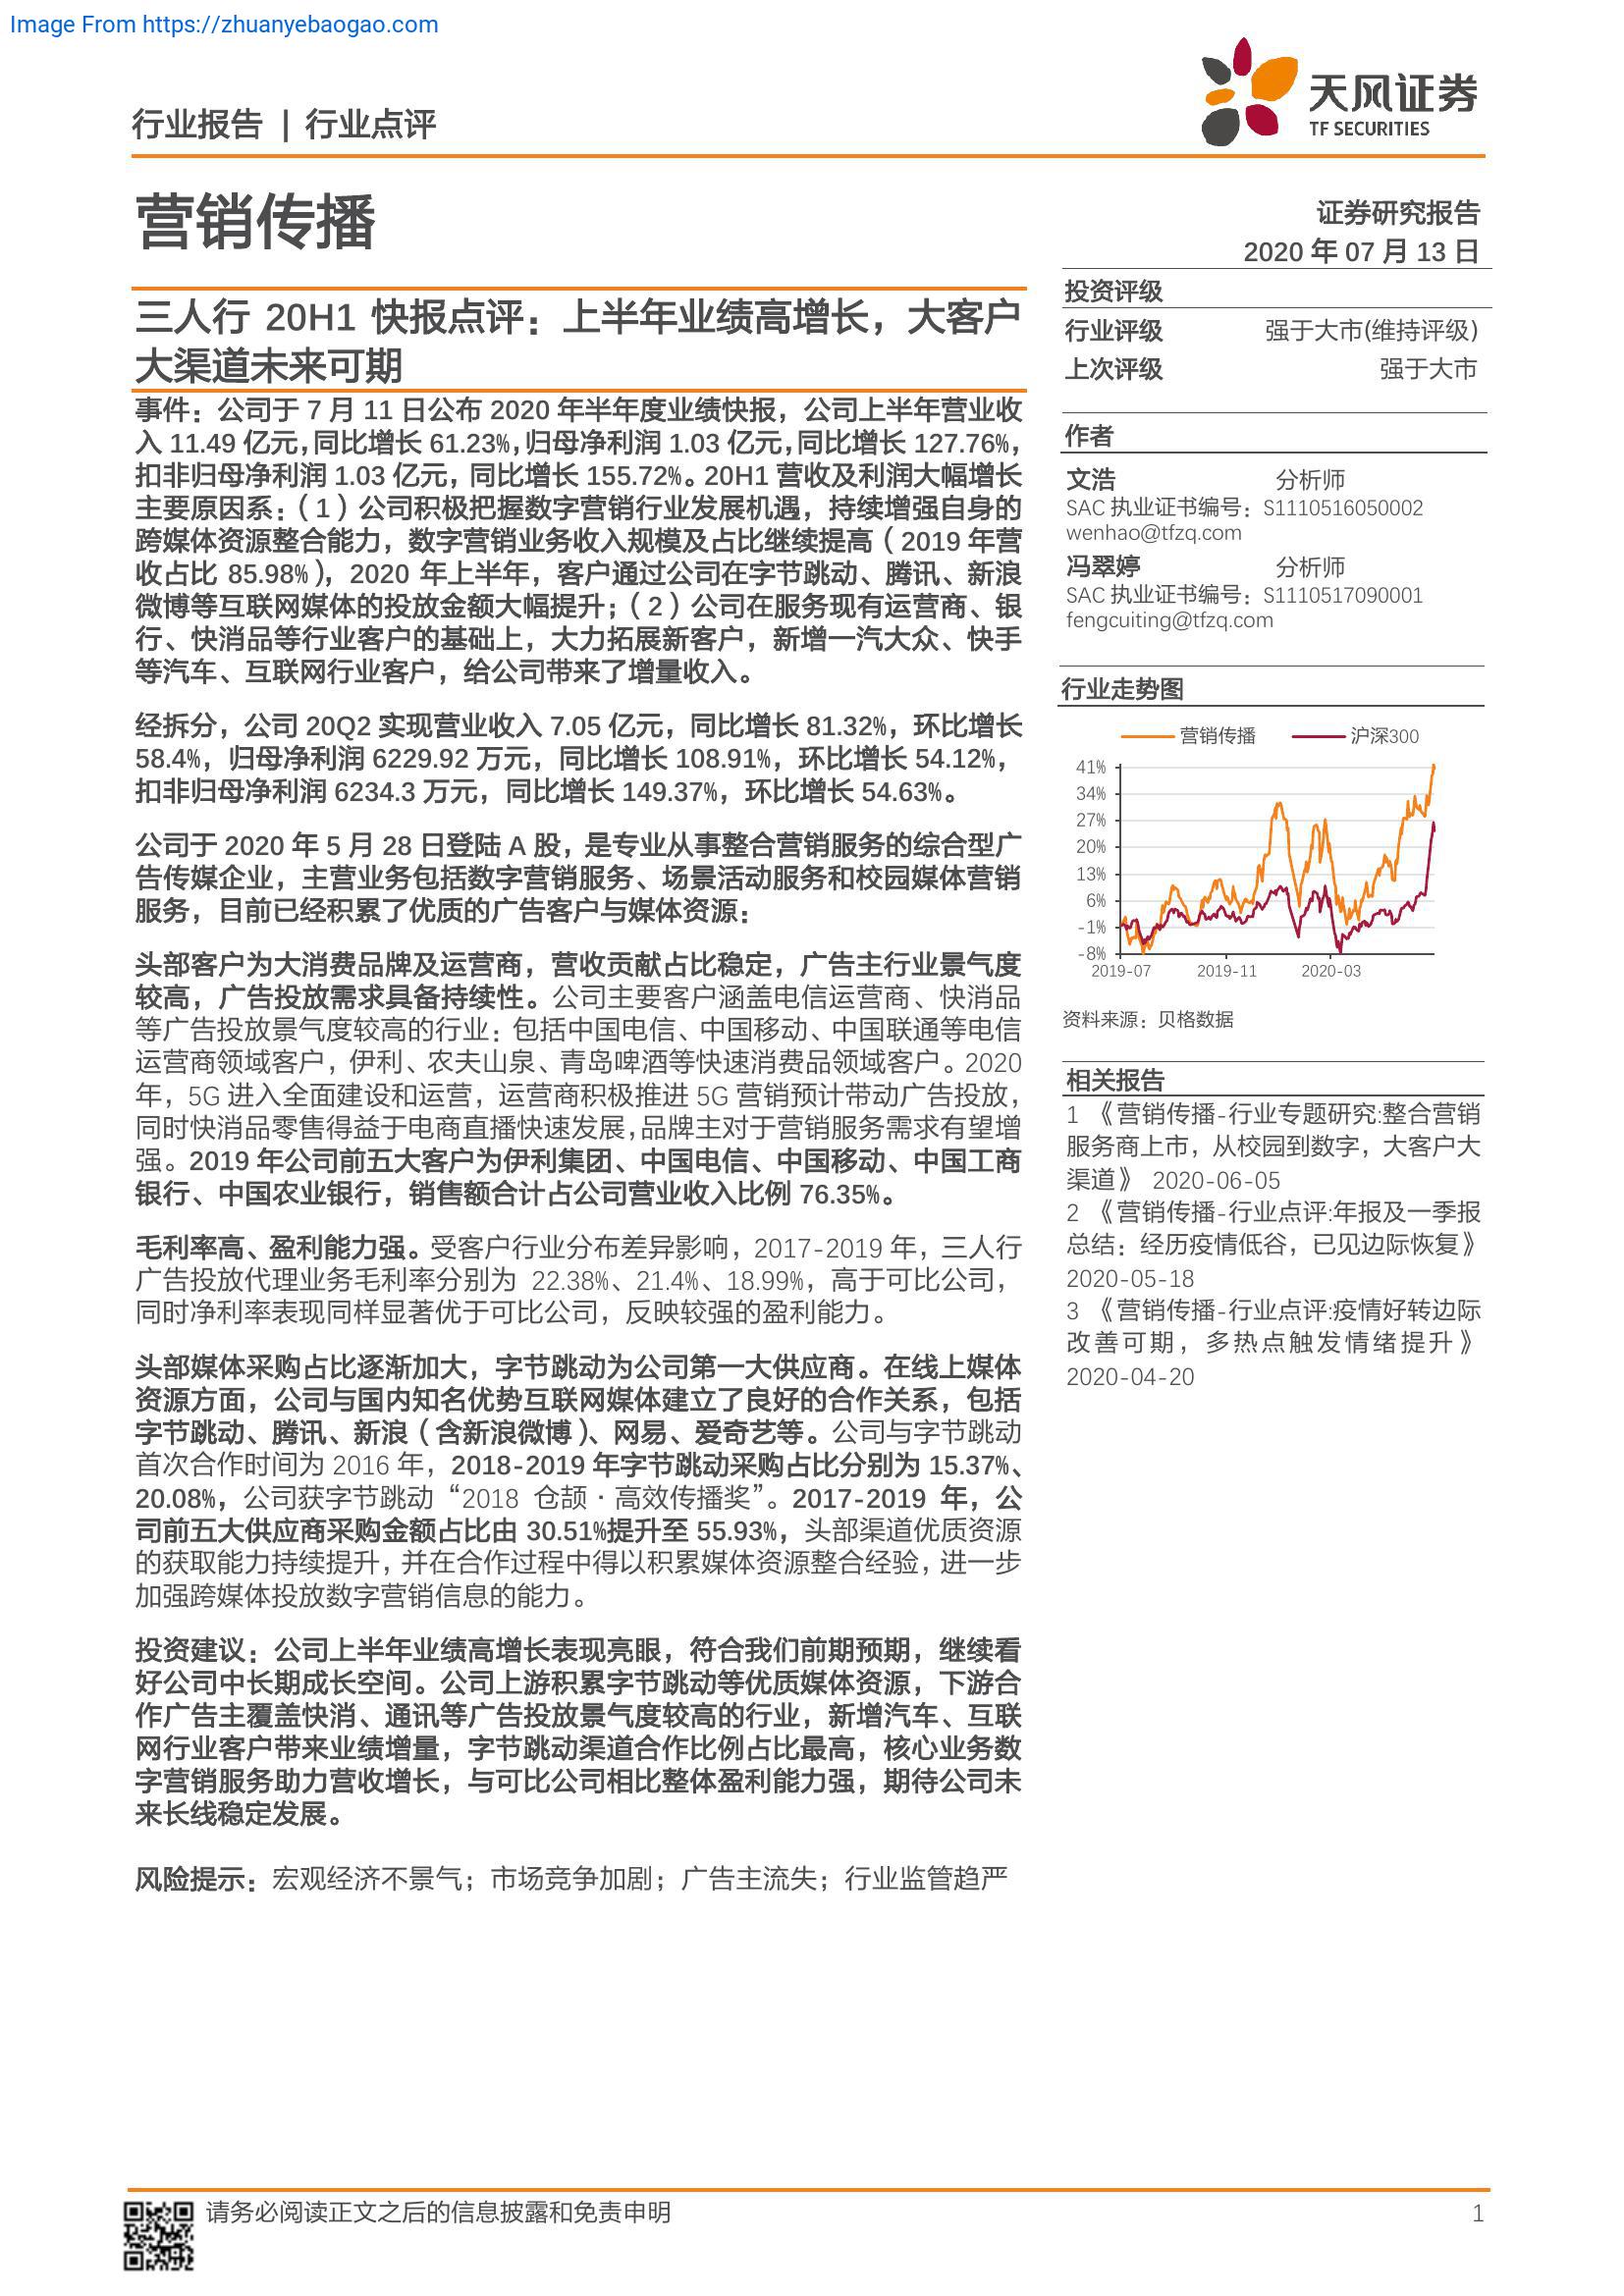 Image From https://zhuanyebaogao.com
行业报告 | 行业点评
天风证券
TF SECURITIES
营销传播
证券研究报告
2020 年 07 月 13 日
三人行 20H1 快报点评：上半年业绩高增长，大客户
大渠道未来可期
事件：公司于 7 月 11 日公布 2020 年半年度业绩快报，公司上半年营业收
入 11.49 亿元，同比增长 61.23%，归母净利润 1.03 亿元，同比增长 127.76%，
扣非归母净利润 1.03 亿元，同比增长 155.72%。20H1 营收及利润大幅增长
主要原因系：（1）公司积极把握数字营销行业发展机遇，持续增强自身的
跨媒体资源整合能力，数字营销业务收入规模及占比继续提高（2019 年营
收占比 85.98%），2020 年上半年，客户通过公司在字节跳动、腾讯、新浪
微博等互联网媒体的投放金额大幅提升；（2）公司在服务现有运营商、银
行、快消品等行业客户的基础上，大力拓展新客户，新增一汽大众、快手
等汽车、互联网行业客户，给公司带来了增量收入。
经拆分，公司 20Q2 实现营业收入 7.05 亿元，同比增长 81.32%，环比增长
58.4%，归母净利润 6229.92 万元，同比增长 108.91%，环比增长 54.12%，
扣非归母净利润 6234.3 万元，同比增长 149.37%，环比增长 54.63%。
公司于 2020 年 5 月 28 日登陆 A 股，是专业从事整合营销服务的综合型广
告传媒企业，主营业务包括数字营销服务、场景活动服务和校园媒体营销
服务，目前已经积累了优质的广告客户与媒体资源：
头部客户为大消费品牌及运营商，营收贡献占比稳定，广告主行业景气度
较高，广告投放需求具备持续性。公司主要客户涵盖电信运营商、快消品
等广告投放景气度较高的行业：包括中国电信、中国移动、中国联通等电信
运营商领域客户，伊利、农夫山泉、青岛啤酒等快速消费品领域客户。2020
年，5G 进入全面建设和运营，运营商积极推进 5G 营销预计带动广告投放，
同时快消品零售得益于电商直播快速发展，品牌主对于营销服务需求有望增
强。2019 年公司前五大客户为伊利集团、中国电信、中国移动、中国工商
银行、中国农业银行，销售额合计占公司营业收入比例 76.35%。
毛利率高、盈利能力强。受客户行业分布差异影响，2017-2019 年，三人行
广告投放代理业务毛利率分别为 22.38%、21.4%、18.99%，高于可比公司，
同时净利率表现同样显著优于可比公司，反映较强的盈利能力。
头部媒体采购占比逐渐加大，字节跳动为公司第一大供应商。在线上媒体
资源方面，公司与国内知名优势互联网媒体建立了良好的合作关系，包括
字节跳动、腾讯、新浪（含新浪微博）、网易、爱奇艺等。公司与字节跳动
首次合作时间为 2016 年，2018-2019 年字节跳动采购占比分别为 15.37%、
20.08%，公司获字节跳动“2018 仓颉·高效传播奖”。2017-2019 年，公
司前五大供应商采购金额占比由 30.51%提升至 55.93%，头部渠道优质资源
的获取能力持续提升，并在合作过程中得以积累媒体资源整合经验，进一步
加强跨媒体投放数字营销信息的能力。
投资建议：公司上半年业绩高增长表现亮眼，符合我们前期预期，继续看
好公司中长期成长空间。公司上游积累字节跳动等优质媒体资源，下游合
作广告主覆盖快消、通讯等广告投放景气度较高的行业，新增汽车、互联
网行业客户带来业绩增量，字节跳动渠道合作比例占比最高，核心业务数
字营销服务助力营收增长，与可比公司相比整体盈利能力强，期待公司未
来长线稳定发展。
风险提示：宏观经济不景气；市场竞争加剧；广告主流失；行业监管趋严
投资评级
行业评级 强于大市(维持评级)
上次评级 强于大市
作者
文浩 分析师
SAC 执业证书编号：S1110516050002
wenhao@tfzq.com
冯翠婷 分析师
SAC 执业证书编号：S1110517090001
fengcuiting@tfzq.com
行业走势图
营销传播 沪深300
41%
34%
27%
20%
13%
6%
-1%
-8%
2019-07 2019-11 2020-03
资料来源：贝格数据
相关报告
1 《营销传播-行业专题研究:整合营销
服务商上市，从校园到数字，大客户大
渠道》 2020-06-05
2 《营销传播-行业点评:年报及一季报
总结：经历疫情低谷，已见边际恢复》
2020-05-18
3 《营销传播-行业点评:疫情好转边际
改善可期，多热点触发情绪提升》
2020-04-20
请务必阅读正文之后的信息披露和免责申明
1